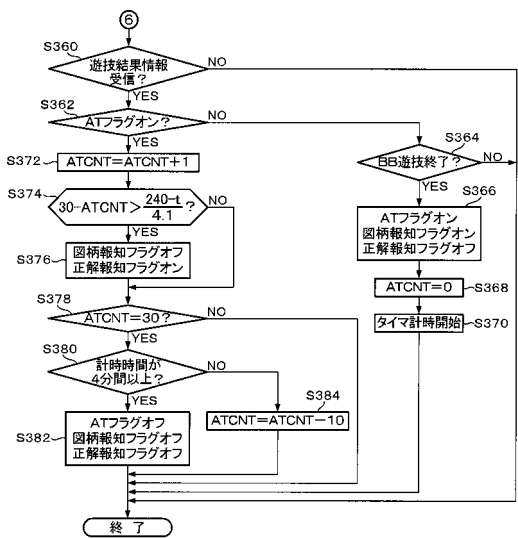 ⑥
S360
遊技結果情報
受信？
NO
YES
S362
ATフラグオン？
NO
YES
S364
BB遊技終了？
NO
YES
S372
ATCNT=ATCNT+1
S366
ATフラグオン
図柄報知フラグオン
正解報知フラグオフ
S374
30-ATCNT> 240-t/4.1 ？
NO
YES
S376
図柄報知フラグオフ
正解報知フラグオン
ATCNT=0
S368
タイマ計時開始
S370
S378
ATCNT=30？
NO
YES
S380
計時時間が
4分間以上？
NO
YES
S384
ATCNT=ATCNT-10
S382
ATフラグオフ
図柄報知フラグオフ
正解報知フラグオフ
終了